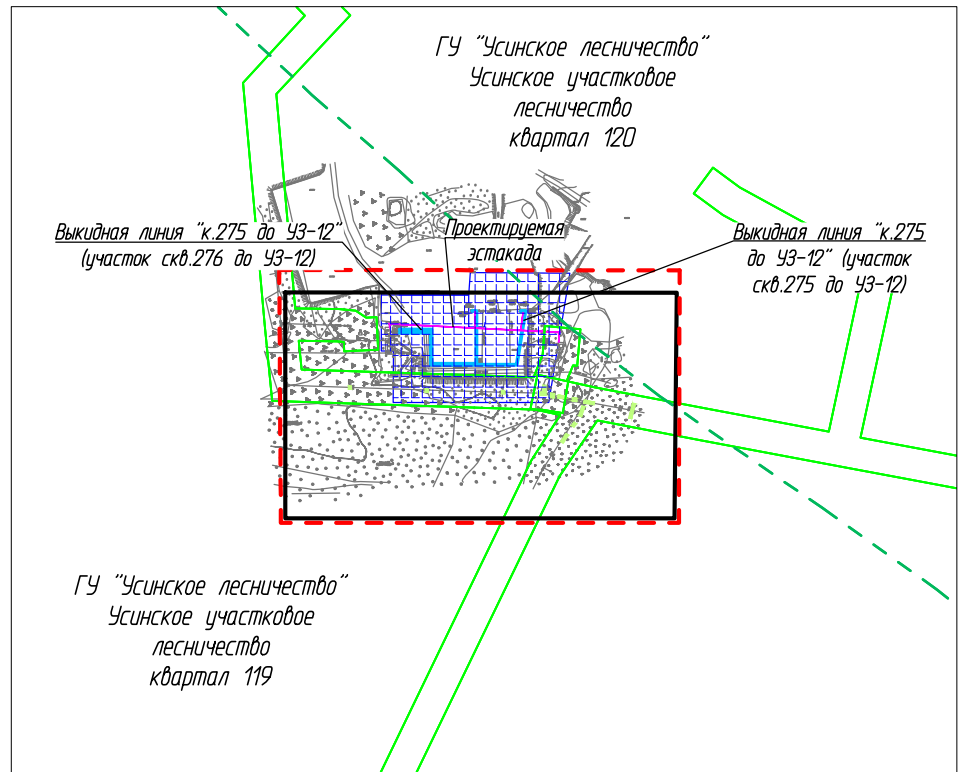 ГУ "Усинское лесничество"
Усинское участковое
лесничество
квартал 120
Выкидная линия "к.275 до УЗ-12"
(участок скв.276 до УЗ-12)
Проектируемая
эстакада
Выкидная линия "к.275
до УЗ-12" (участок
скв.275 до УЗ-12)
ГУ "Усинское лесничество"
Усинское участковое
лесничество
квартал 119